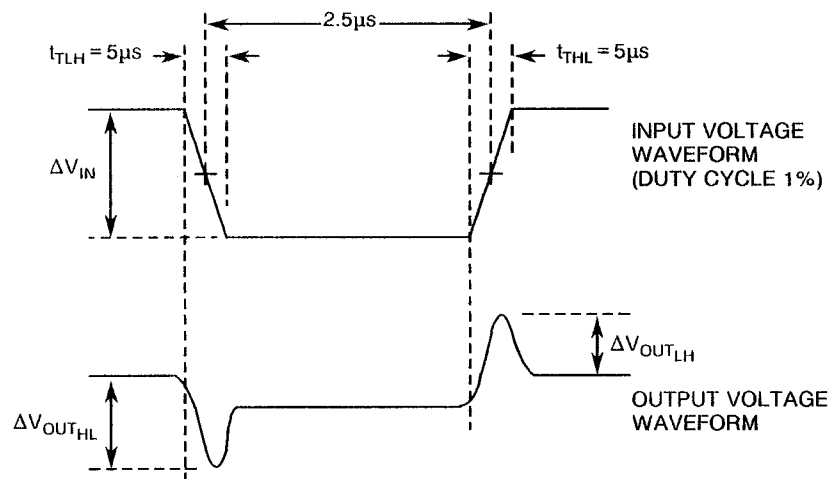 2.5µs
t_TLH = 5µs
t_THL = 5µs
INPUT VOLTAGE
WAVEFORM
(DUTY CYCLE 1%)
ΔV_IN
ΔV_OUT_LH
OUTPUT VOLTAGE
WAVEFORM
ΔV_OUT_HL